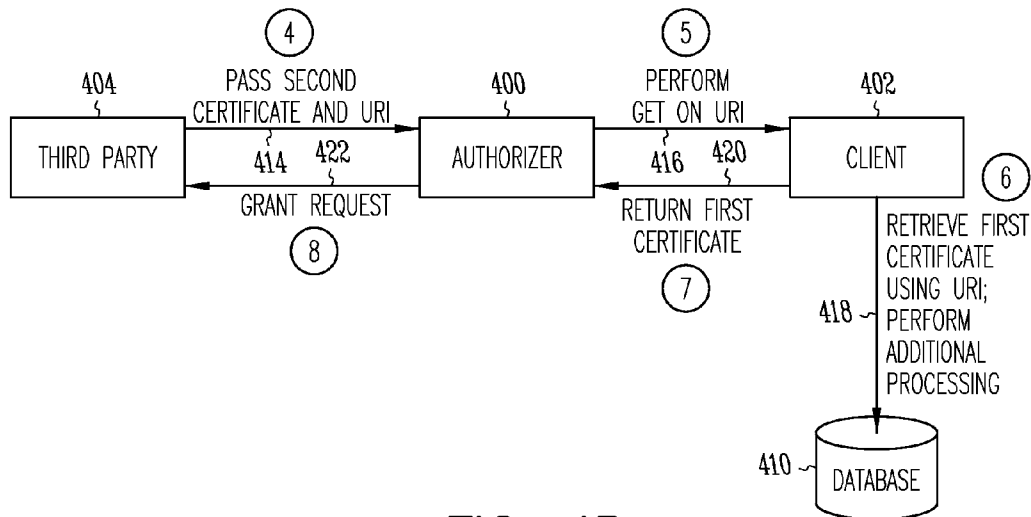 4
5
PASS SECOND
CERTIFICATE AND URI
PERFORM
GET ON URI
404
400
402
THIRD PARTY
AUTHORIZER
CLIENT
414
422
416
420
GRANT REQUEST
RETURN FIRST
CERTIFICATE
8
7
6
RETRIEVE FIRST
CERTIFICATE
USING URI;
PERFORM
ADDITIONAL
PROCESSING
418
410
DATABASE